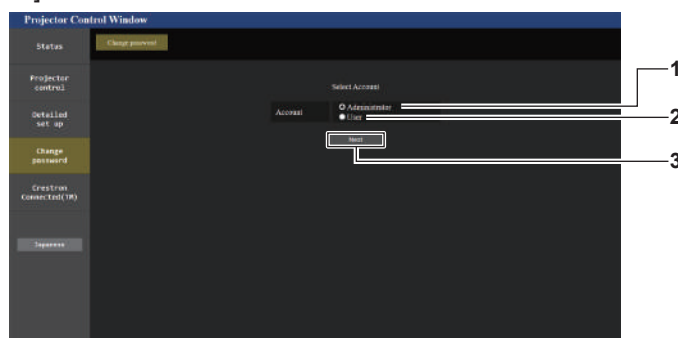 Projector Control Window
Status
Change password
Projector
control
Select Account
Account
Administrator
User
Detailed
set up
Next
Change
password
Crestron
Connected(TM)
Japanese
1
2
3